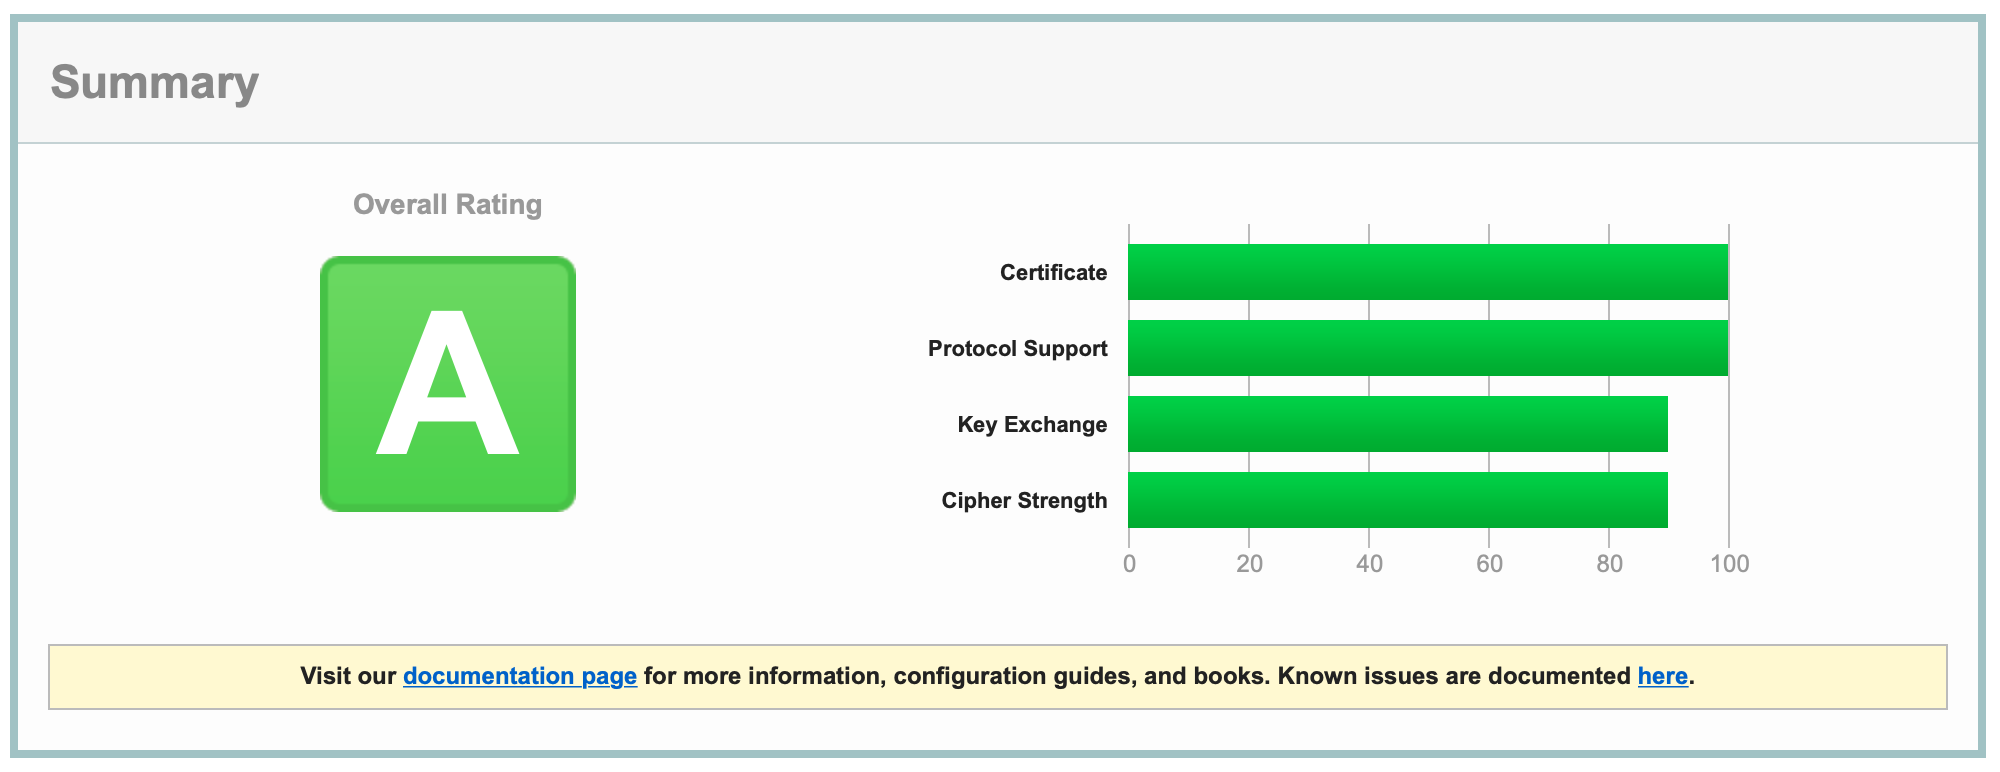 Summary
Overall Rating
A
Certificate
Protocol Support
Key Exchange
Cipher Strength
0 20 40 60 80 100
Visit our documentation page for more information, configuration guides, and books. Known issues are documented here.